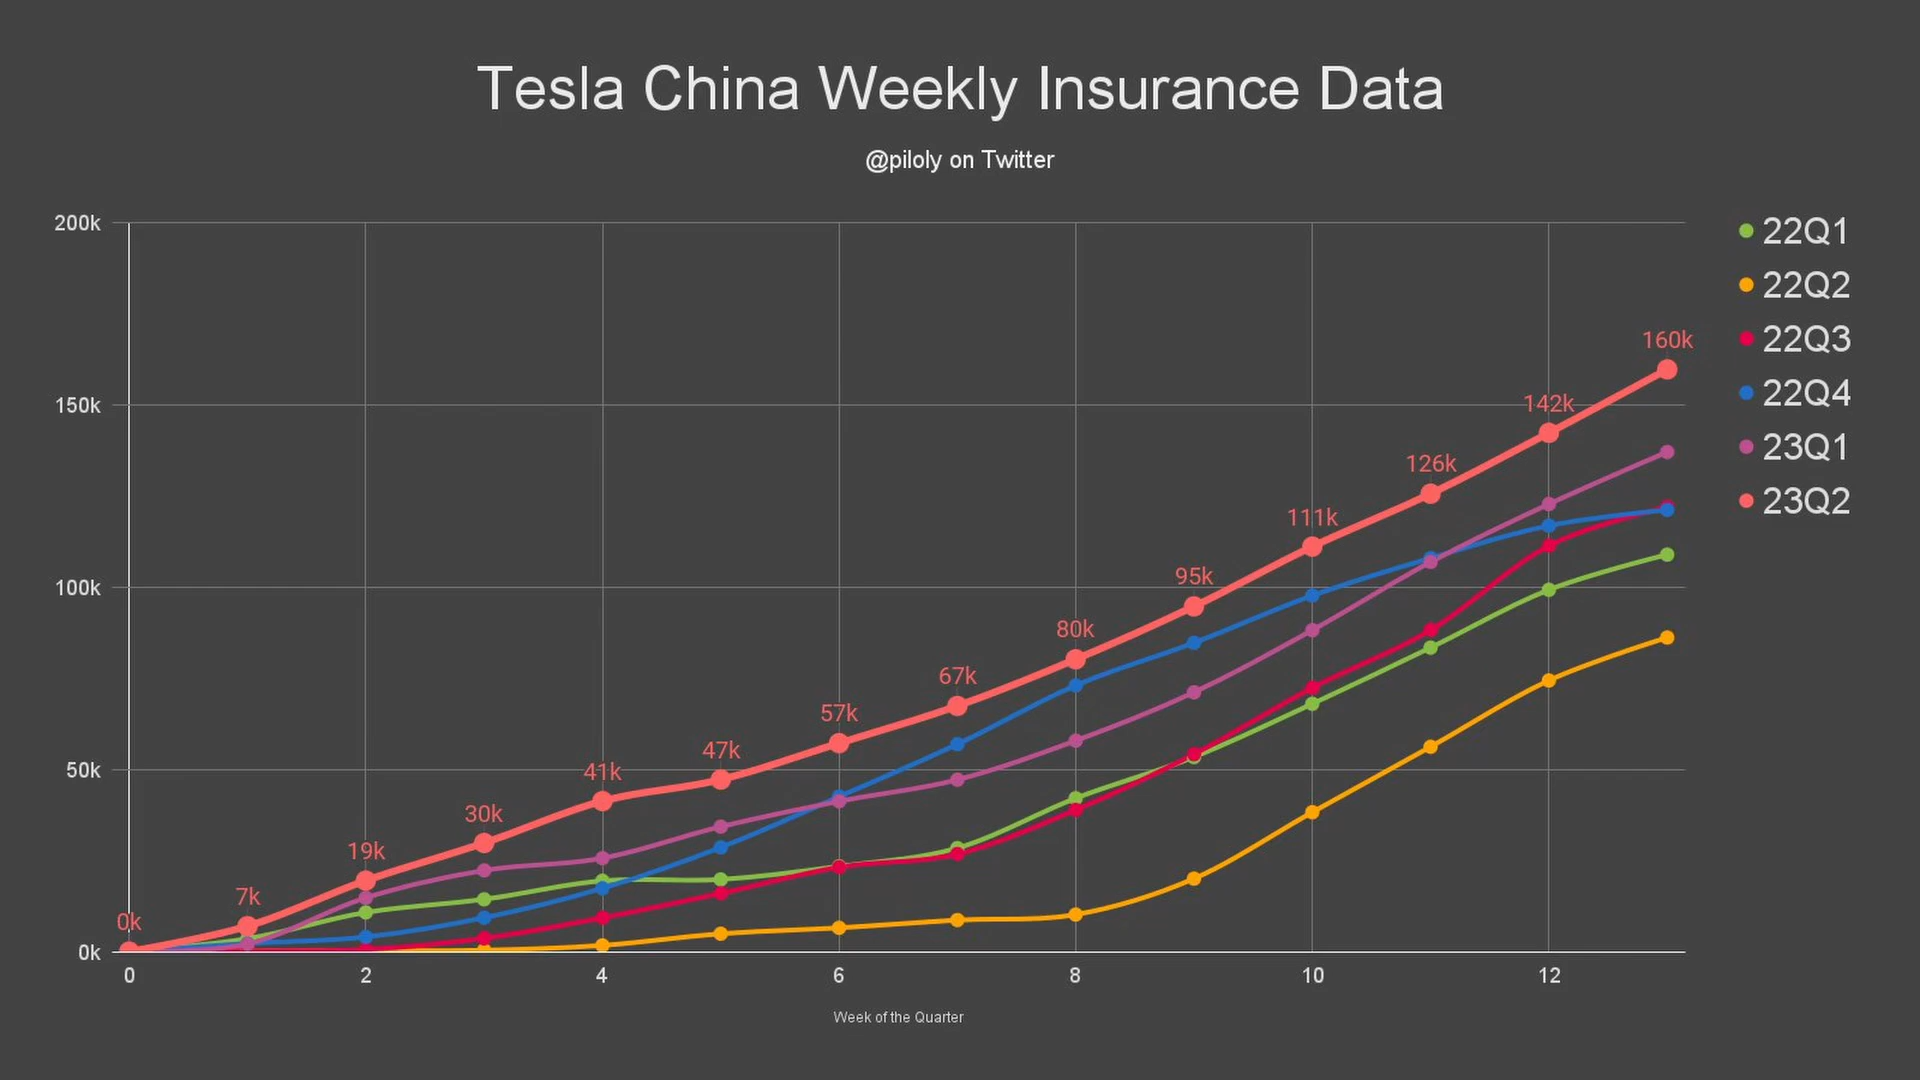 Tesla China Weekly Insurance Data
@piloly on Twitter
200k
150k
100k
50k
0k
0k
7k
19k
30k
41k
47k
57k
67k
80k
95k
111k
126k
142k
160k
0
2
4
6
8
10
12
Week of the Quarter
22Q1
22Q2
22Q3
22Q4
23Q1
23Q2